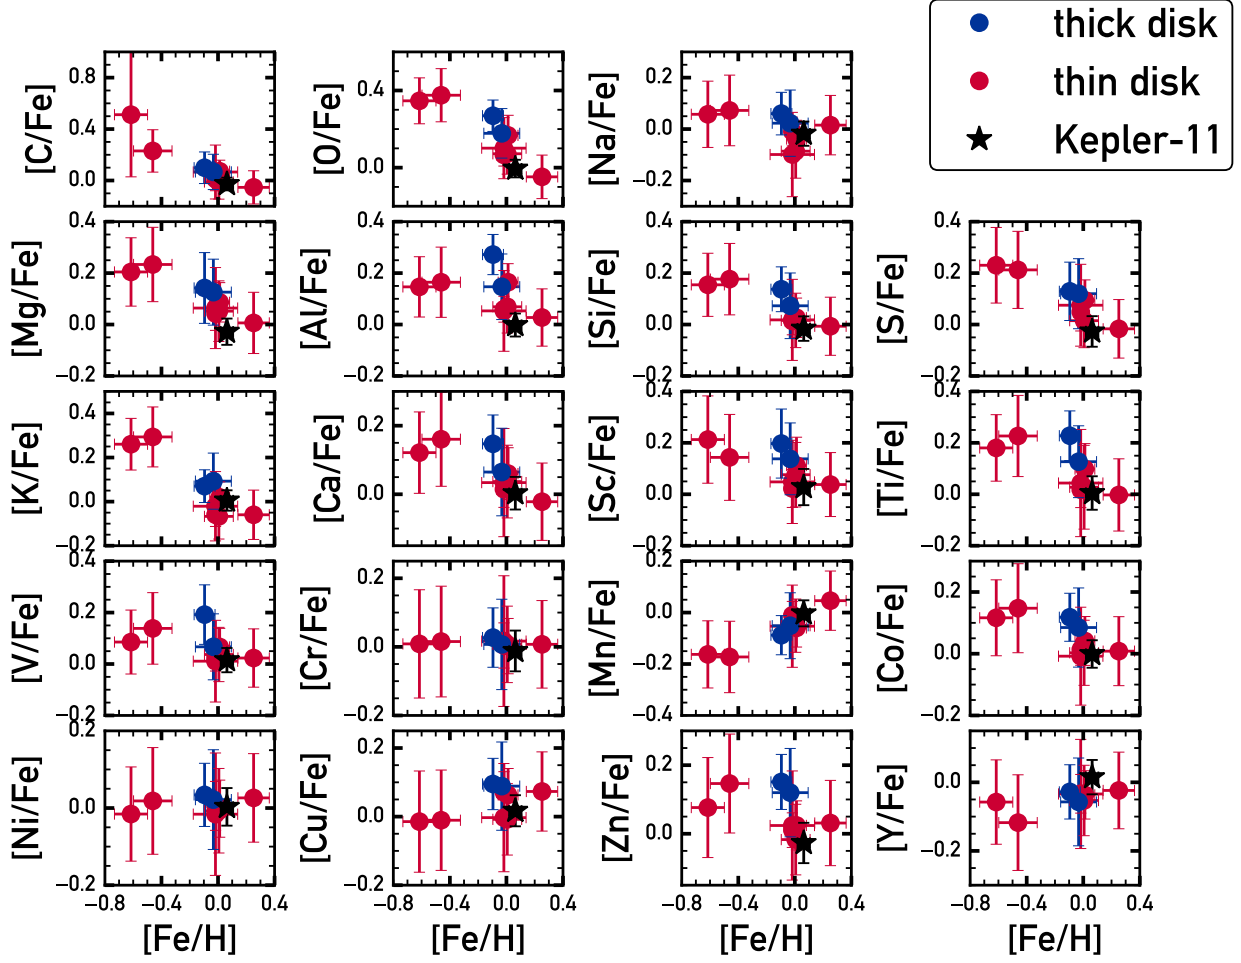 thick disk
thin disk
Kepler-11
[C/Fe]
0.8
0.4
0.0
[O/Fe]
0.4
0.0
[Na/Fe]
0.2
0.0
−0.2
[Mg/Fe]
0.4
0.2
0.0
−0.2
[Al/Fe]
0.4
0.2
0.0
−0.2
[Si/Fe]
0.4
0.2
0.0
−0.2
[S/Fe]
0.4
0.2
0.0
−0.2
[K/Fe]
0.4
0.2
0.0
−0.2
[Ca/Fe]
0.2
0.0
[Sc/Fe]
0.4
0.2
0.0
−0.2
[Ti/Fe]
0.4
0.2
0.0
−0.2
[V/Fe]
0.4
0.2
0.0
−0.2
[Cr/Fe]
0.2
0.0
−0.2
[Mn/Fe]
0.2
0.0
−0.2
−0.4
[Co/Fe]
0.2
0.0
−0.2
[Ni/Fe]
0.2
0.0
−0.2
[Cu/Fe]
0.2
0.0
−0.2
[Zn/Fe]
0.2
0.0
[Y/Fe]
0.0
−0.2
−0.8 −0.4 0.0 0.4
−0.8 −0.4 0.0 0.4
−0.8 −0.4 0.0 0.4
−0.8 −0.4 0.0 0.4
[Fe/H]
[Fe/H]
[Fe/H]
[Fe/H]